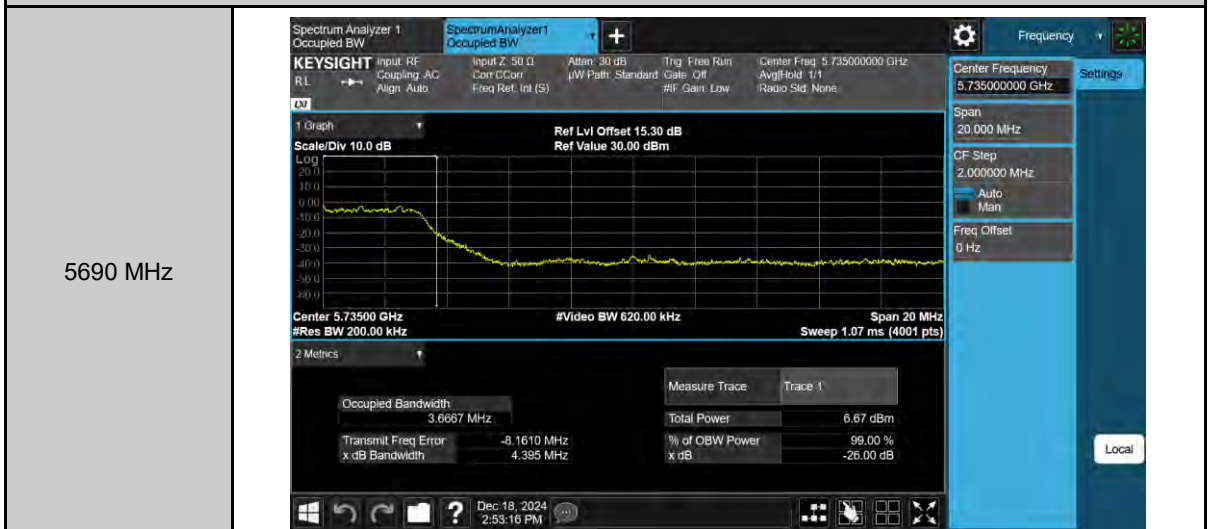 5690 MHz
Spectrum Analyzer 1
Occupied BW
SpectrumAnalyzer1
Occupied BW
Frequency
KEYSIGHT
RL
LXI
Input: RF
Coupling: AC
Align: Auto
Input Z: 50 Ω
Corr CCorr
Freq Ref: Int (S)
Atten: 30 dB
µW Path: Standard
Trig: Free Run
Gate: Off
#IF Gain: Low
Center Freq: 5.735000000 GHz
Avg|Hold: 1/1
Radio Std: None
1 Graph
Scale/Div 10.0 dB
Ref Lvl Offset 15.30 dB
Ref Value 30.00 dBm
Log
20.0
10.0
0.00
-10.0
-20.0
-30.0
-40.0
-50.0
-60.0
Center 5.73500 GHz
#Res BW 200.00 kHz
#Video BW 620.00 kHz
Span 20 MHz
Sweep 1.07 ms (4001 pts)
2 Metrics
Occupied Bandwidth
3.6667 MHz
Transmit Freq Error -8.1610 MHz
x dB Bandwidth 4.395 MHz
Measure Trace Trace 1
Total Power 6.67 dBm
% of OBW Power 99.00 %
x dB -26.00 dB
Center Frequency
5.735000000 GHz
Span
20.000 MHz
CF Step
2.000000 MHz
Auto
Man
Freq Offset
0 Hz
Settings
Local
Dec 18, 2024
2:53:16 PM